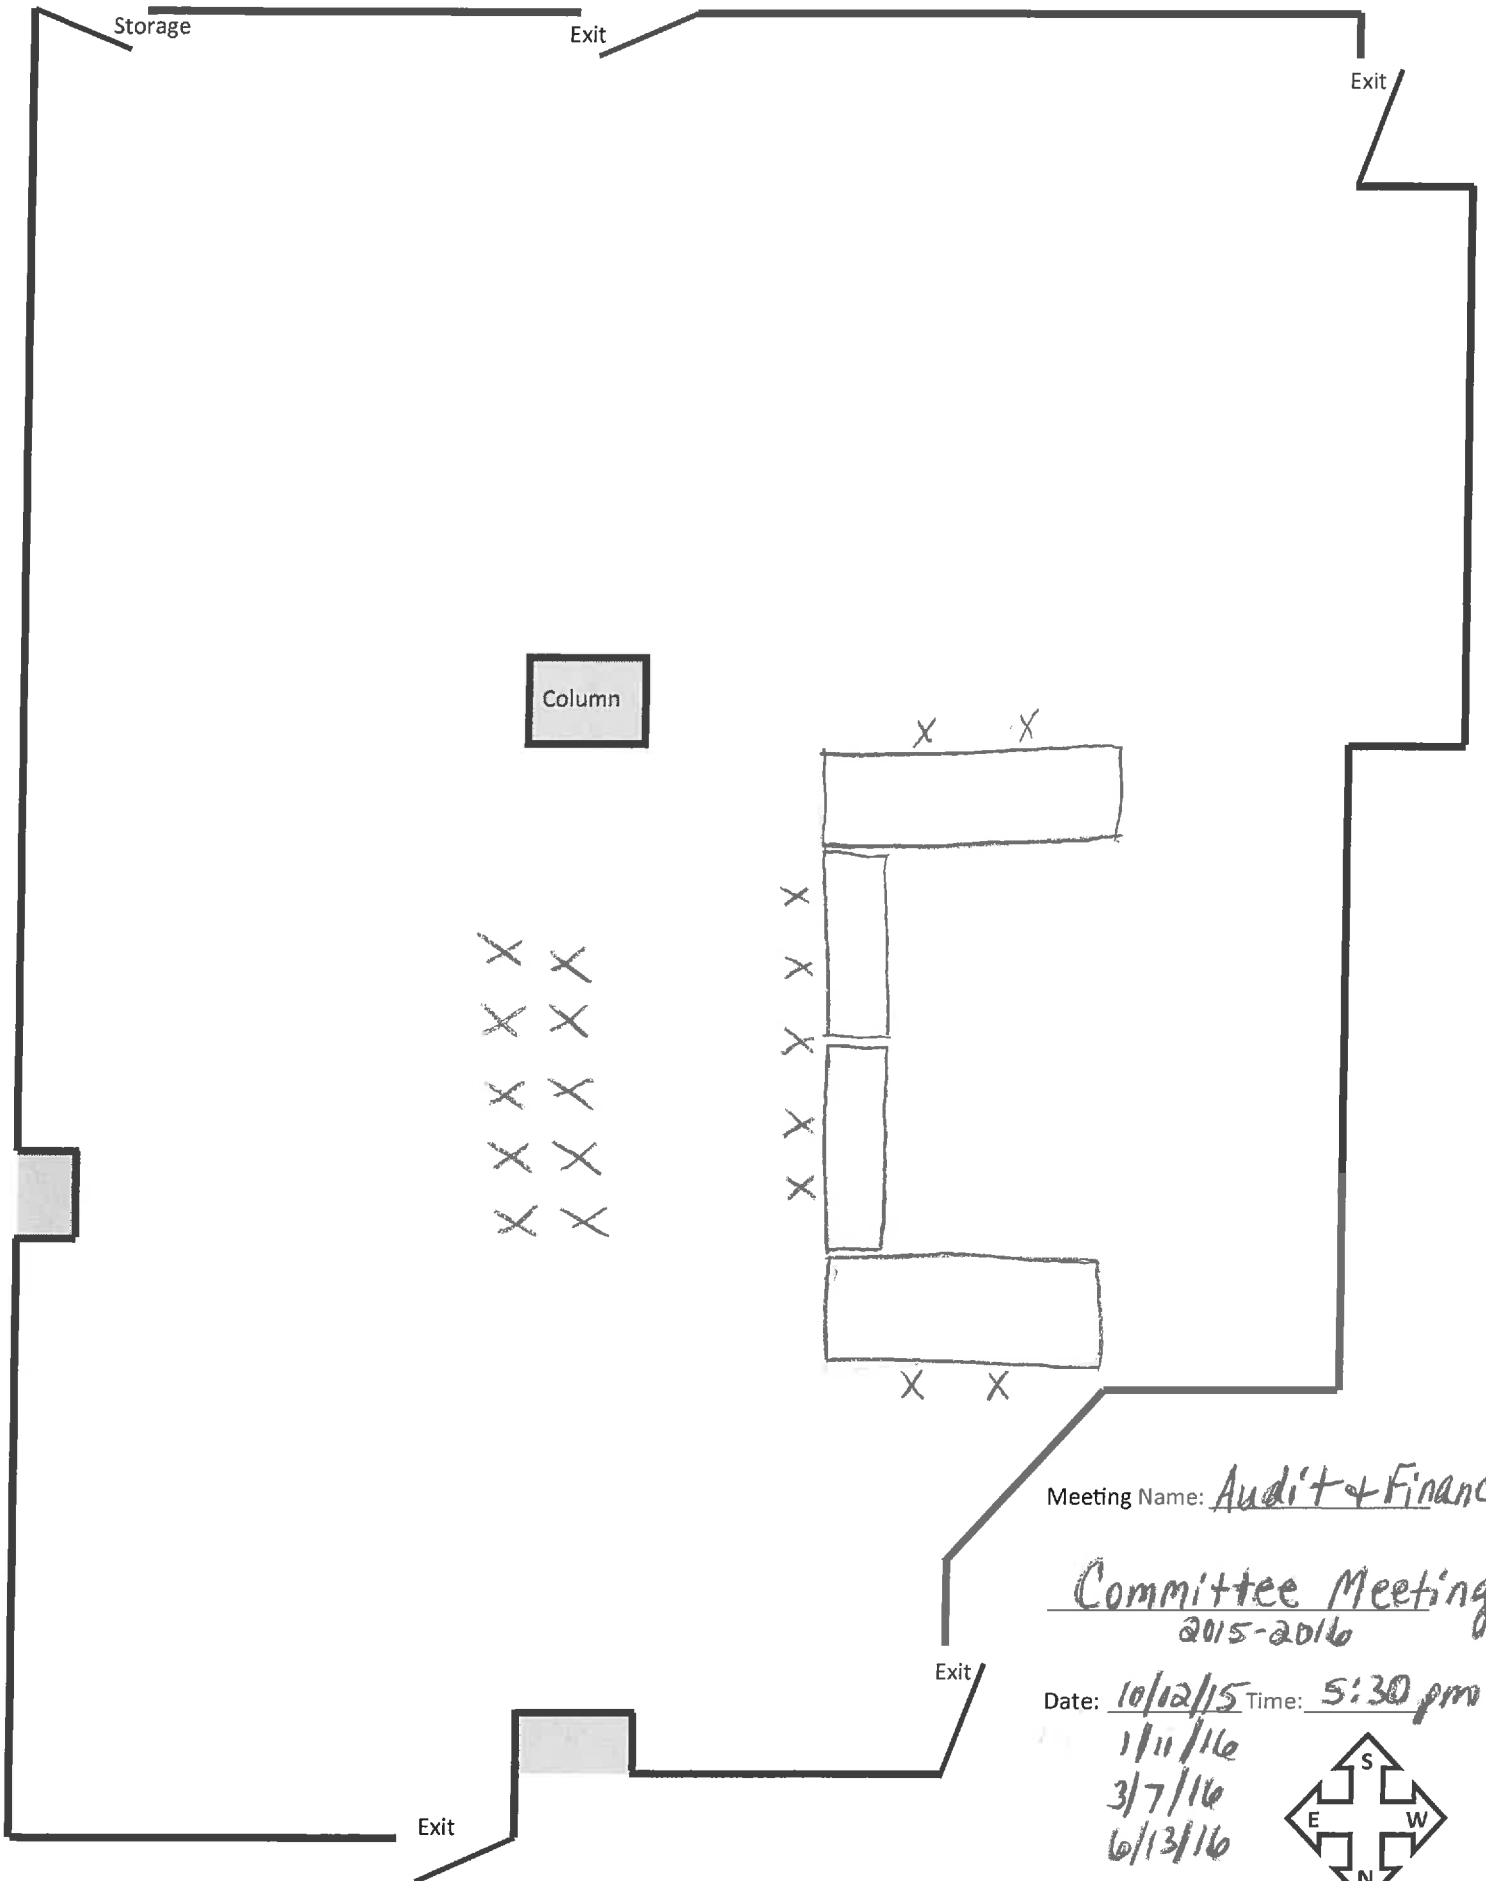 Storage
Exit
Exit
Column
X X
X
X
X
X
X
X X
X X
X X
X X
X X
X X
Meeting Name: Audit & Financ
Committee Meeting
2015-2016
Exit
Date: 10/12/15 Time: 5:30 pm
1/11/16
3/7/16
6/13/16
S
E W
N
Exit